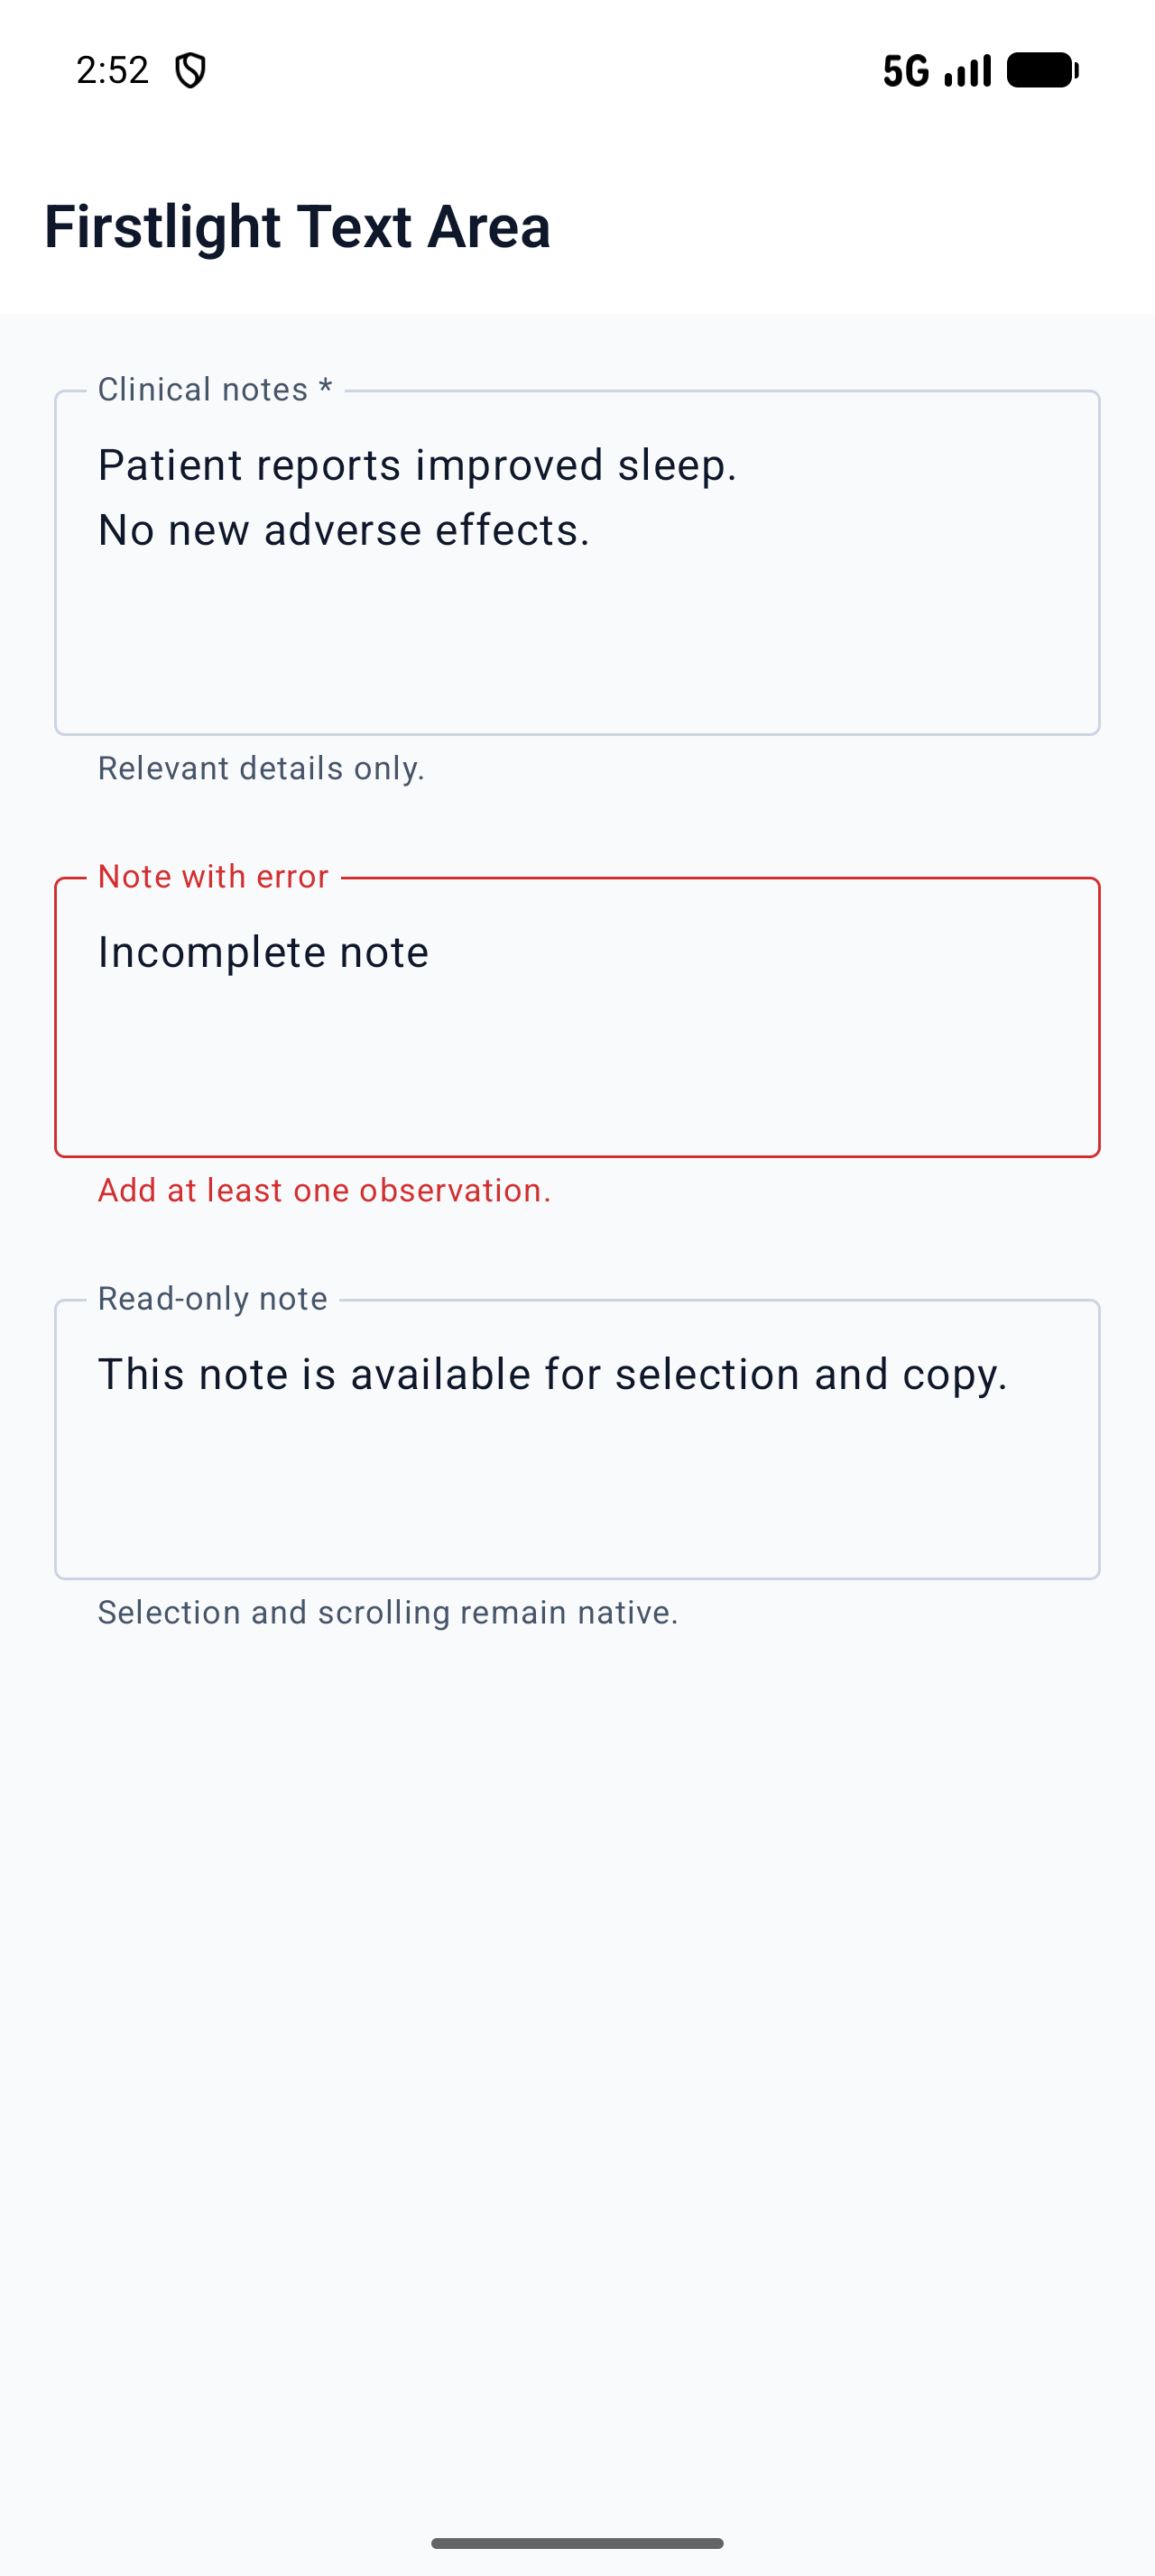 2:52 5G
Firstlight Text Area
Clinical notes *
Patient reports improved sleep.
No new adverse effects.
Relevant details only.
Note with error
Incomplete note
Add at least one observation.
Read-only note
This note is available for selection and copy.
Selection and scrolling remain native.